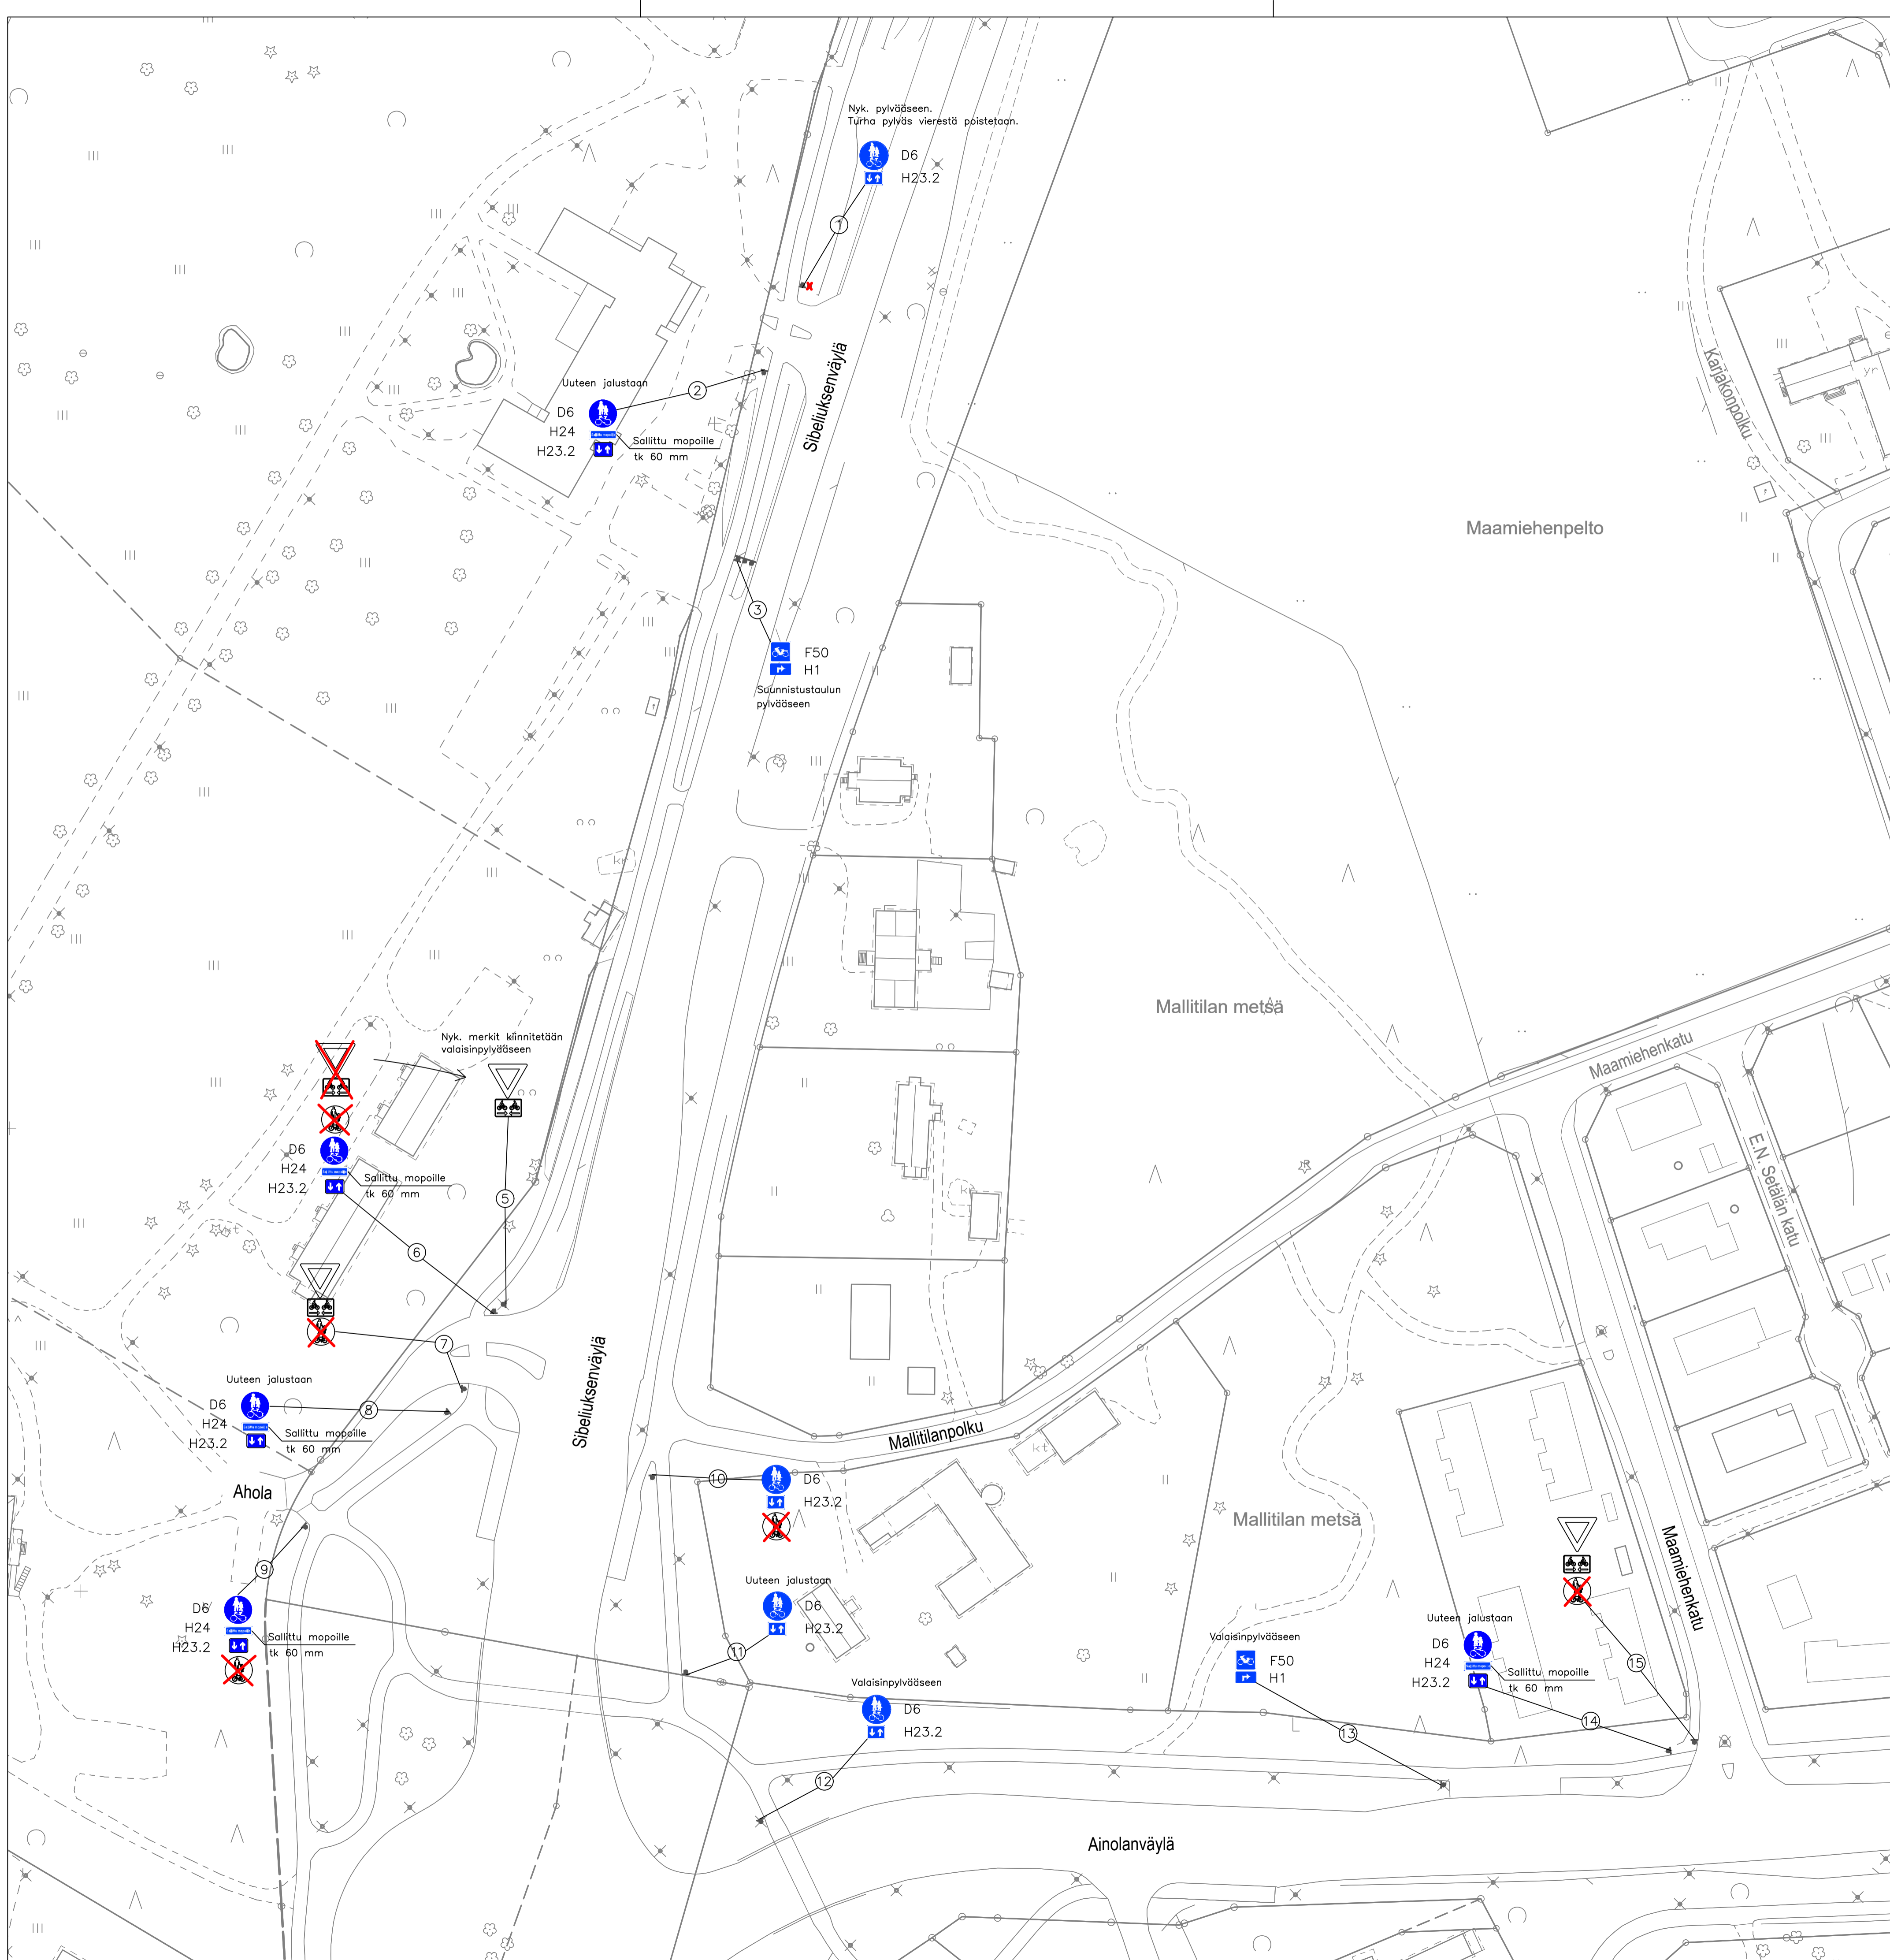 Nyk. pylvääseen.
Turha pylväs vierestä poistetaan.
D6
H23.2
1
Uuteen jalustaan
2
D6
H24
Sallittu mopoille
H23.2
tk 60 mm
Sibeliuksenväylä
Karjakonpolku
yr
Maamiehenpelto
3
F50
H1
Suunnistustaulun
pylvääseen
kr
Mallitilan metsä
Maamiehenkatu
E.N. Setälän katu
Nyk. merkit kiinnitetään
valaisinpylvääseen
D6
H24
Sallittu mopoille
H23.2
tk 60 mm
5
6
kr
7
Uuteen jalustaan
D6
8
H24
Sallittu mopoille
H23.2
tk 60 mm
Sibeliuksenväylä
Mallitilanpolku
kt
Ahola
10
D6
H23.2
Mallitilan metsä
Maamiehenkatu
9
D6
H24
Sallittu mopoille
H23.2
tk 60 mm
Uuteen jalustaan
D6
H23.2
11
Valaisinpylvääseen
D6
H23.2
12
Valaisinpylvääseen
F50
H1
13
Uuteen jalustaan
D6
H24
Sallittu mopoille
H23.2
tk 60 mm
14
15
Ainolanväylä